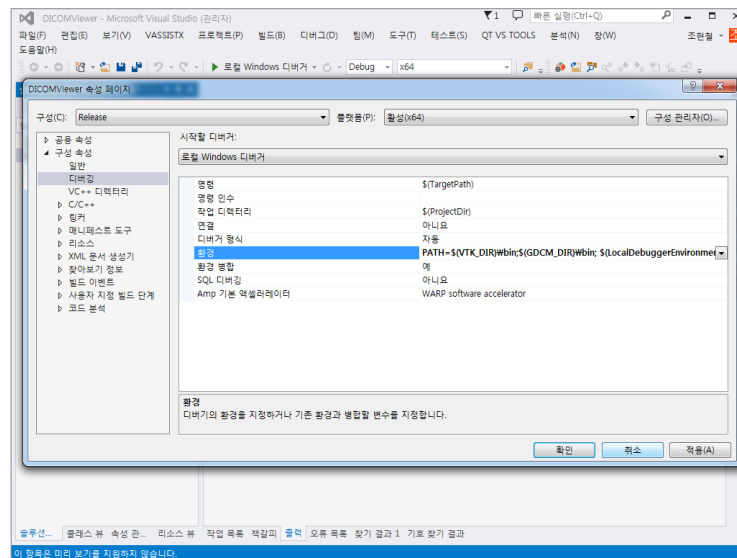 DICOMViewer - Microsoft Visual Studio (관리자)
1
빠른 실행(Ctrl+Q)
파일(F) 편집(E) 보기(V) VASSISTX 프로젝트(P) 빌드(B) 디버그(D) 팀(M) 도구(T) 테스트(S) QT VS TOOLS 분석(N) 창(W) 조현철
도움말(H)
로컬 Windows 디버거 Debug x64
DICOMViewer 속성 페이지
구성(C): Release 플랫폼(P): 활성(x64) 구성 관리자(O)...
공용 속성
구성 속성
일반
디버깅
VC++ 디렉터리
C/C++
링커
매니페스트 도구
리소스
XML 문서 생성기
찾아보기 정보
빌드 이벤트
사용자 지정 빌드 단계
코드 분석
시작할 디버거:
로컬 Windows 디버거
명령 $(TargetPath)
명령 인수
작업 디렉터리 $(ProjectDir)
연결 아니요
디버거 형식 자동
환경 PATH=$(VTK_DIR)₩bin;$(GDCM_DIR)₩bin; $(LocalDebuggerEnvironmen
환경 병합 예
SQL 디버깅 아니요
Amp 기본 액셀러레이터 WARP software accelerator
환경
디버기의 환경을 지정하거나 기존 환경과 병합할 변수를 지정합니다.
확인 취소 적용(A)
솔루션... 클래스 뷰 속성 관... 리소스 뷰 작업 목록 책갈피 출력 오류 목록 찾기 결과 1 기호 찾기 결과
이 항목은 미리 보기를 지원하지 않습니다.